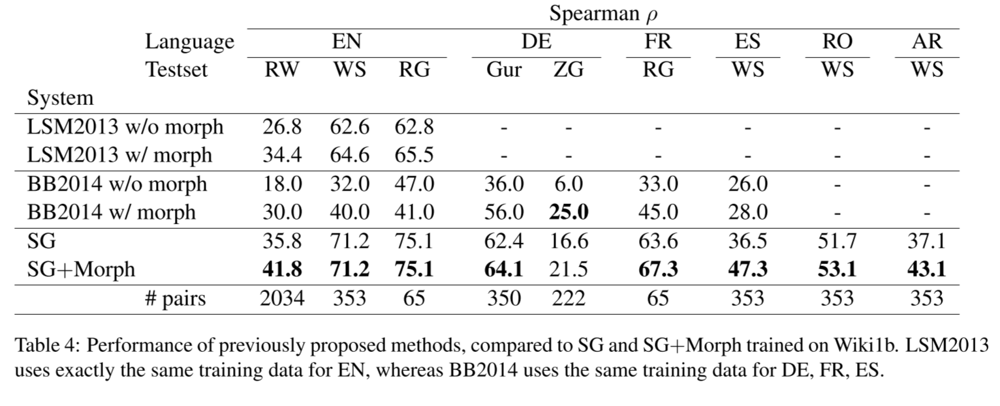 Spearman ρ
Language EN DE FR ES RO AR
Testset RW WS RG Gur ZG RG WS WS WS
System
LSM2013 w/o morph 26.8 62.6 62.8 - - - - - -
LSM2013 w/ morph 34.4 64.6 65.5 - - - - - -
BB2014 w/o morph 18.0 32.0 47.0 36.0 6.0 33.0 26.0 - -
BB2014 w/ morph 30.0 40.0 41.0 56.0 25.0 45.0 28.0 - -
SG 35.8 71.2 75.1 62.4 16.6 63.6 36.5 51.7 37.1
SG+Morph 41.8 71.2 75.1 64.1 21.5 67.3 47.3 53.1 43.1
# pairs 2034 353 65 350 222 65 353 353 353
Table 4: Performance of previously proposed methods, compared to SG and SG+Morph trained on Wiki1b. LSM2013
uses exactly the same training data for EN, whereas BB2014 uses the same training data for DE, FR, ES.